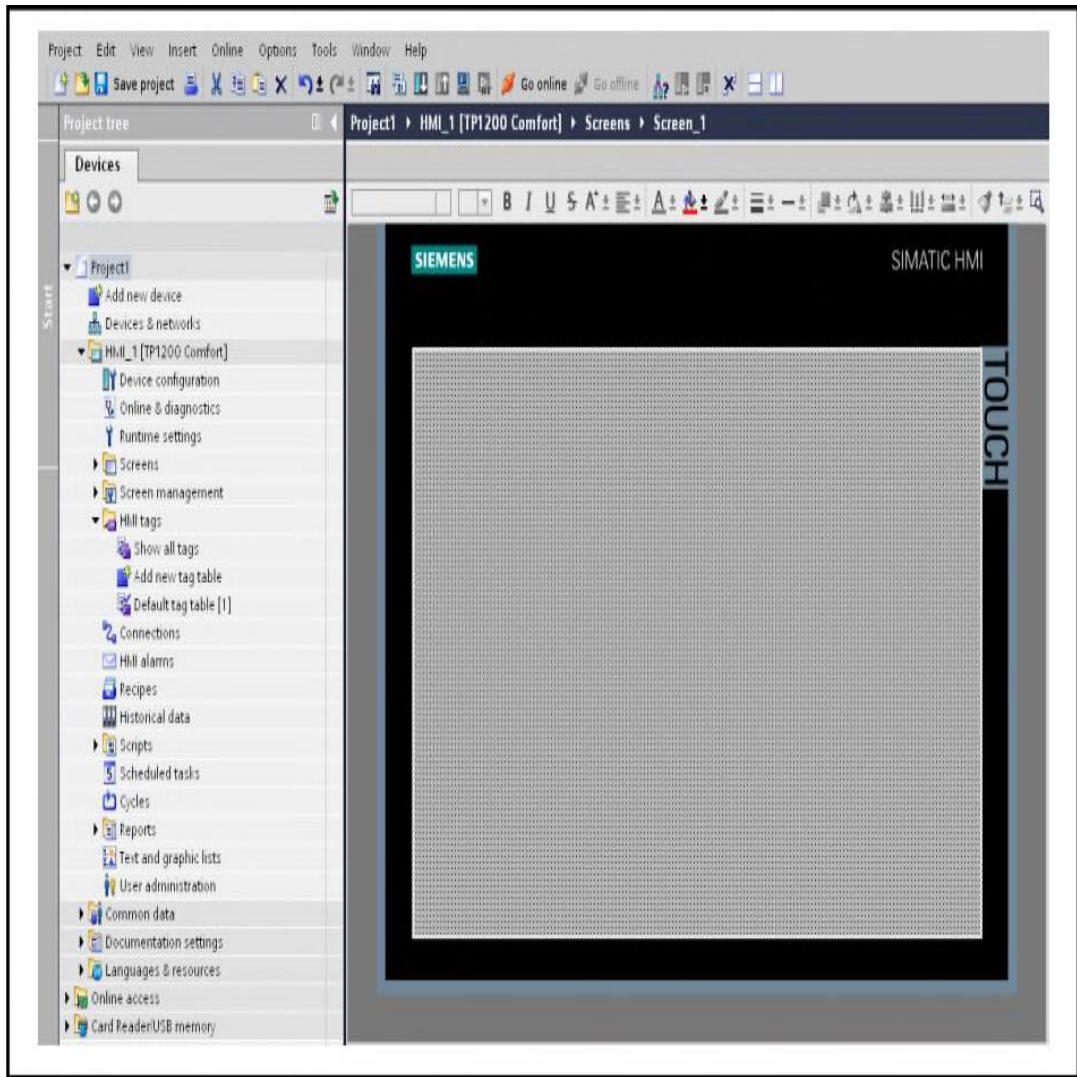 Project Edit View Insert Online Options Tools Window Help
Save project Go online Go offline
Project tree
Project1 HMI_1 [TP1200 Comfort] Screens Screen_1
Devices
B I U S A A
Start
Project1
Add new device
Devices & networks
HMI_1 [TP1200 Comfort]
Device configuration
Online & diagnostics
Runtime settings
Screens
Screen management
HMI tags
Show all tags
Add new tag table
Default tag table [1]
Connections
HMI alarms
Recipes
Historical data
Scripts
Scheduled tasks
Cycles
Reports
Text and graphic lists
User administration
Common data
Documentation settings
Languages & resources
Online access
Card Reader/USB memory
SIEMENS
SIMATIC HMI
TOUCH